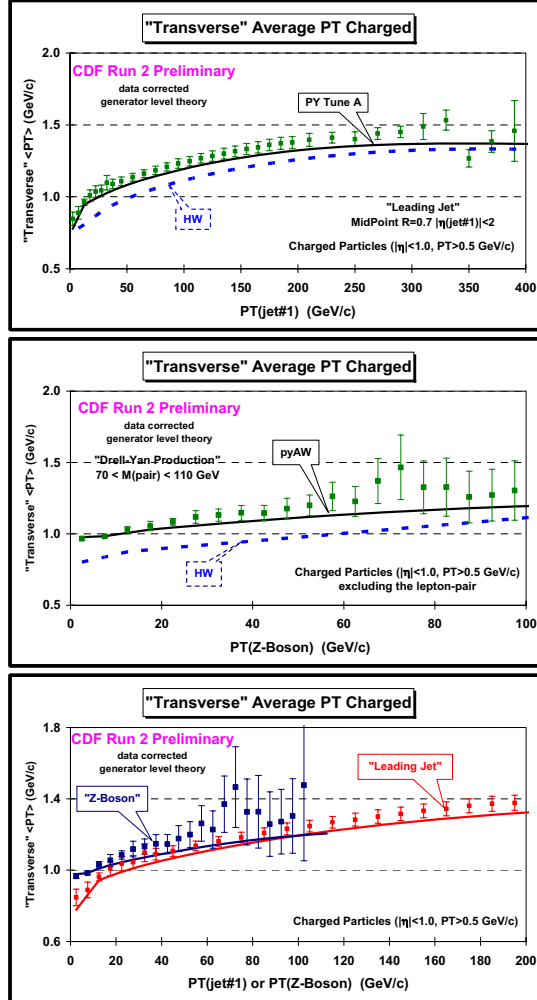 "Transverse" Average PT Charged
CDF Run 2 Preliminary
data corrected
generator level theory
PY Tune A
HW
"Leading Jet"
MidPoint R=0.7 |η(jet#1)|<2
Charged Particles (|η|<1.0, PT>0.5 GeV/c)
"Transverse" <PT> (GeV/c)
2.0
1.5
1.0
0.5
0 50 100 150 200 250 300 350 400
PT(jet#1) (GeV/c)
"Transverse" Average PT Charged
CDF Run 2 Preliminary
data corrected
generator level theory
"Drell-Yan Production"
70 < M(pair) < 110 GeV
pyAW
HW
Charged Particles (|η|<1.0, PT>0.5 GeV/c)
excluding the lepton-pair
"Transverse" <PT> (GeV/c)
2.0
1.5
1.0
0.5
0 20 40 60 80 100
PT(Z-Boson) (GeV/c)
"Transverse" Average PT Charged
CDF Run 2 Preliminary
data corrected
generator level theory
"Z-Boson"
"Leading Jet"
Charged Particles (|η|<1.0, PT>0.5 GeV/c)
"Transverse" <PT> (GeV/c)
1.8
1.4
1.0
0.6
0 20 40 60 80 100 120 140 160 180 200
PT(jet#1) or PT(Z-Boson) (GeV/c)